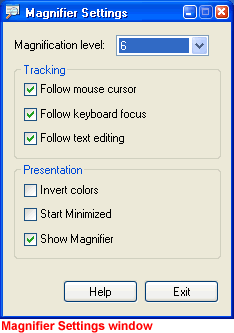 Magnifier Settings
Magnification level: 6
Tracking
Follow mouse cursor
Follow keyboard focus
Follow text editing
Presentation
Invert colors
Start Minimized
Show Magnifier
Help Exit
Magnifier Settings window